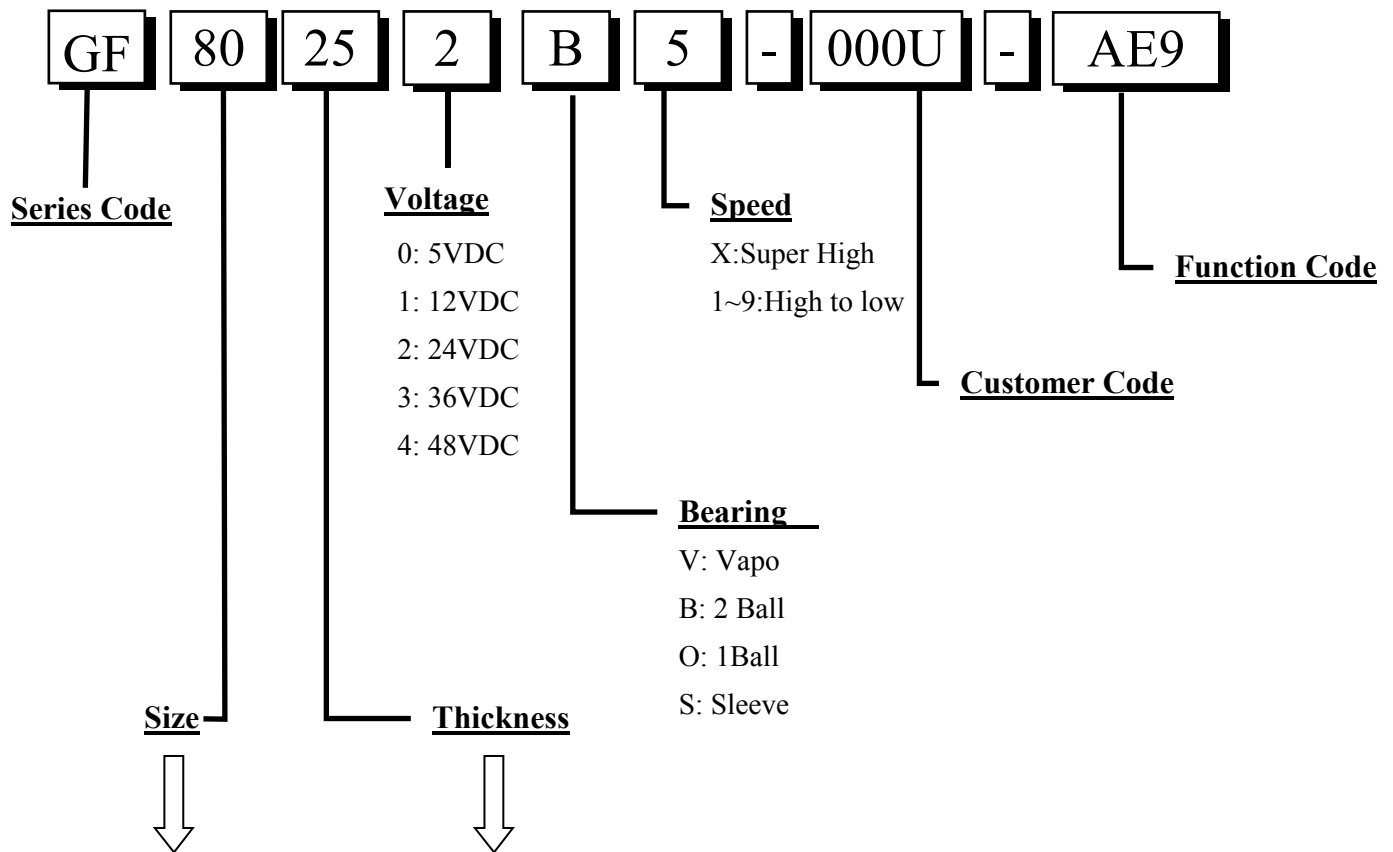 GF 80 25 2 B 5 - 000U - AE9
Series Code
Voltage
0: 5VDC
1: 12VDC
2: 24VDC
3: 36VDC
4: 48VDC
Speed
X:Super High
1~9:High to low
Function Code
Customer Code
Bearing
V: Vapo
B: 2 Ball
O: 1Ball
S: Sleeve
Size
Thickness